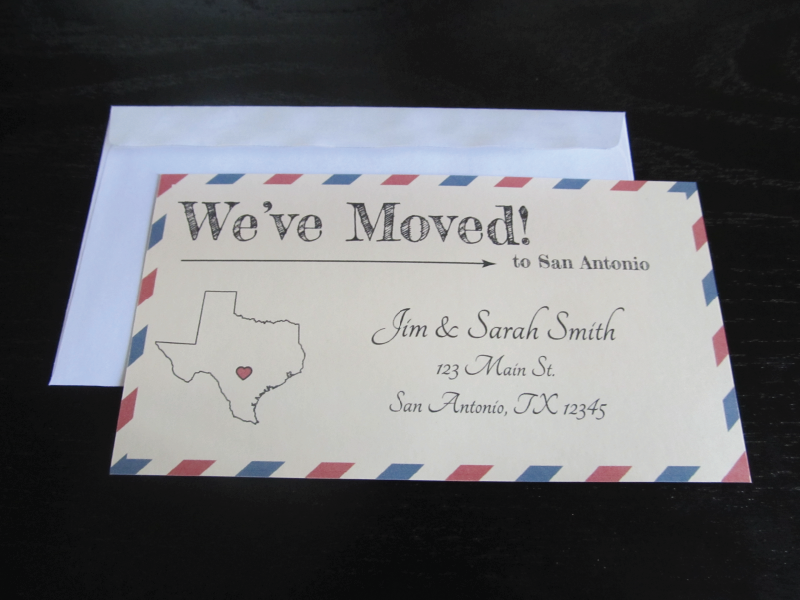 We've Moved!
to San Antonio
Jim & Sarah Smith
123 Main St.
San Antonio, TX 12345